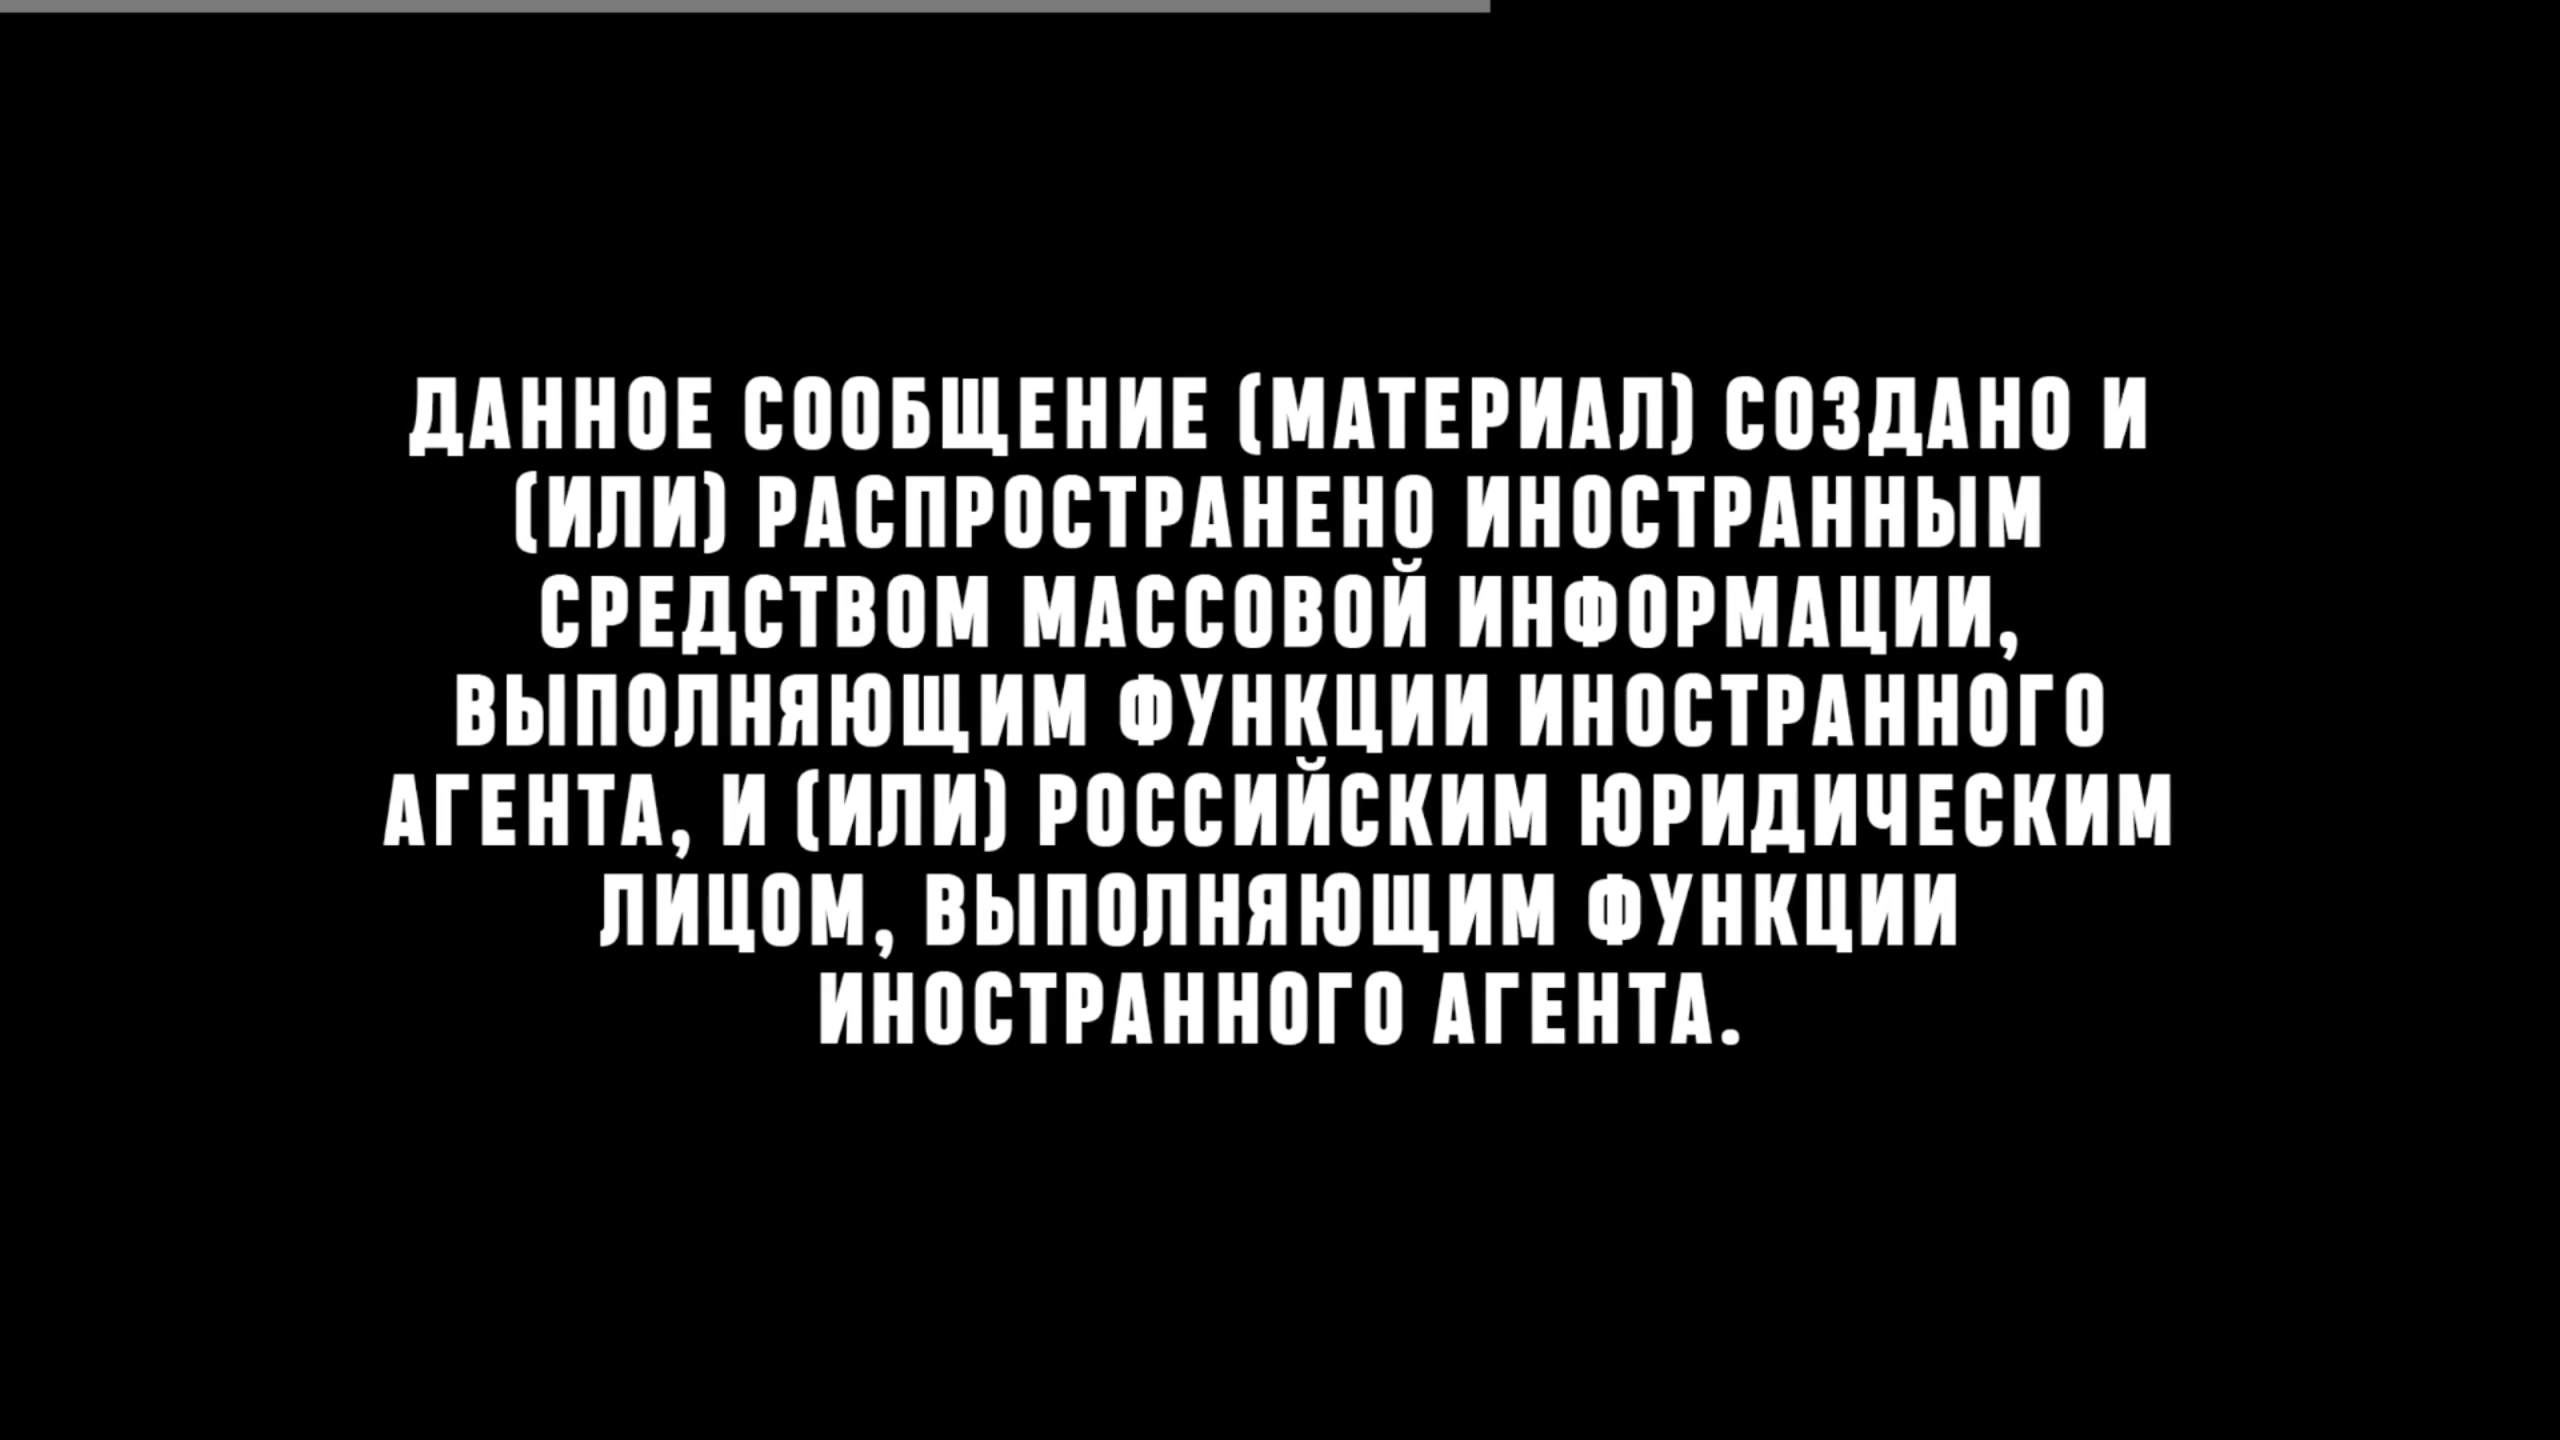 ДАННОЕ СООБЩЕНИЕ (МАТЕРИАЛ) СОЗДАНО И
(ИЛИ) РАСПРОСТРАНЕНО ИНОСТРАННЫМ
СРЕДСТВОМ МАССОВОЙ ИНФОРМАЦИИ,
ВЫПОЛНЯЮЩИМ ФУНКЦИИ ИНОСТРАННОГО
АГЕНТА, И (ИЛИ) РОССИЙСКИМ ЮРИДИЧЕСКИМ
ЛИЦОМ, ВЫПОЛНЯЮЩИМ ФУНКЦИИ
ИНОСТРАННОГО АГЕНТА.